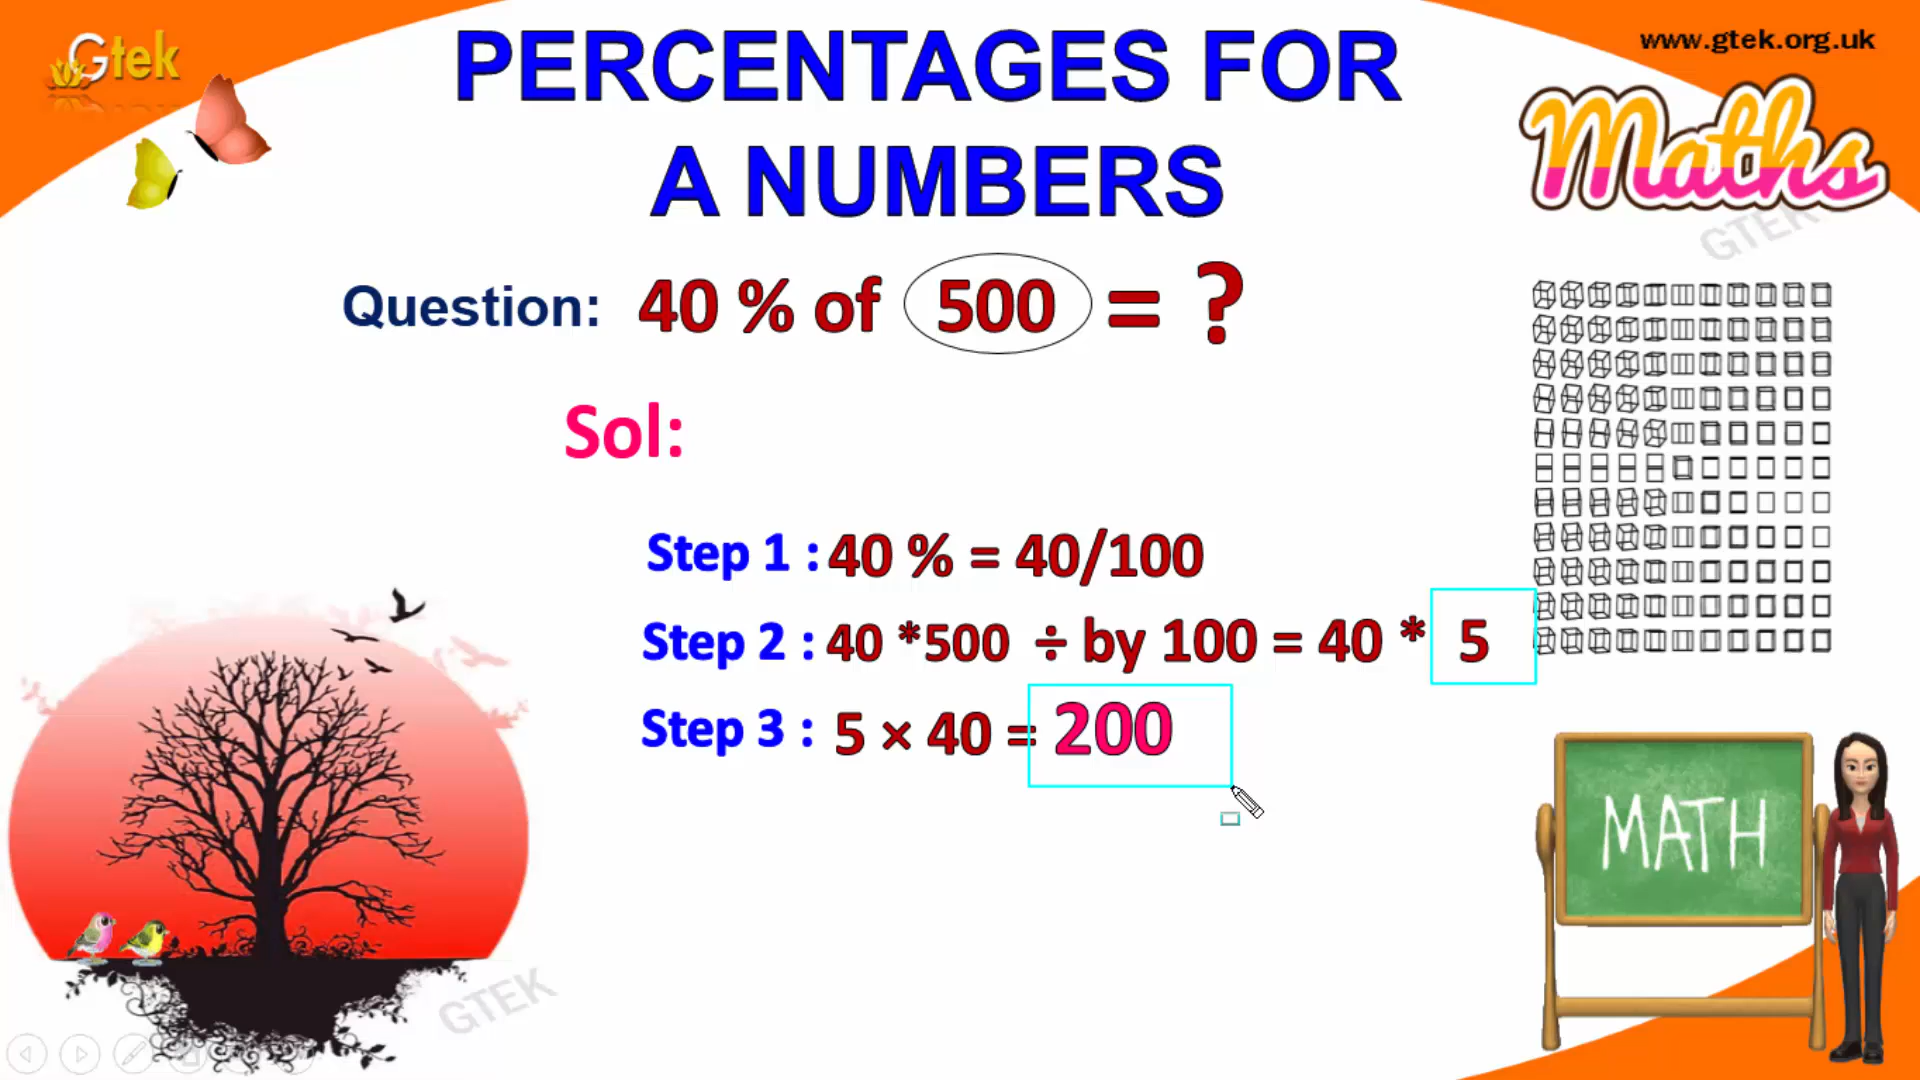 Gtek
www.gtek.org.uk
PERCENTAGES FOR
A NUMBERS
Maths
GTEK
Question: 40 % of 500 = ?
Sol:
Step 1 : 40 % = 40/100
Step 2 : 40 *500 ÷ by 100 = 40 * 5
Step 3 : 5 × 40 = 200
MATH
GTEK